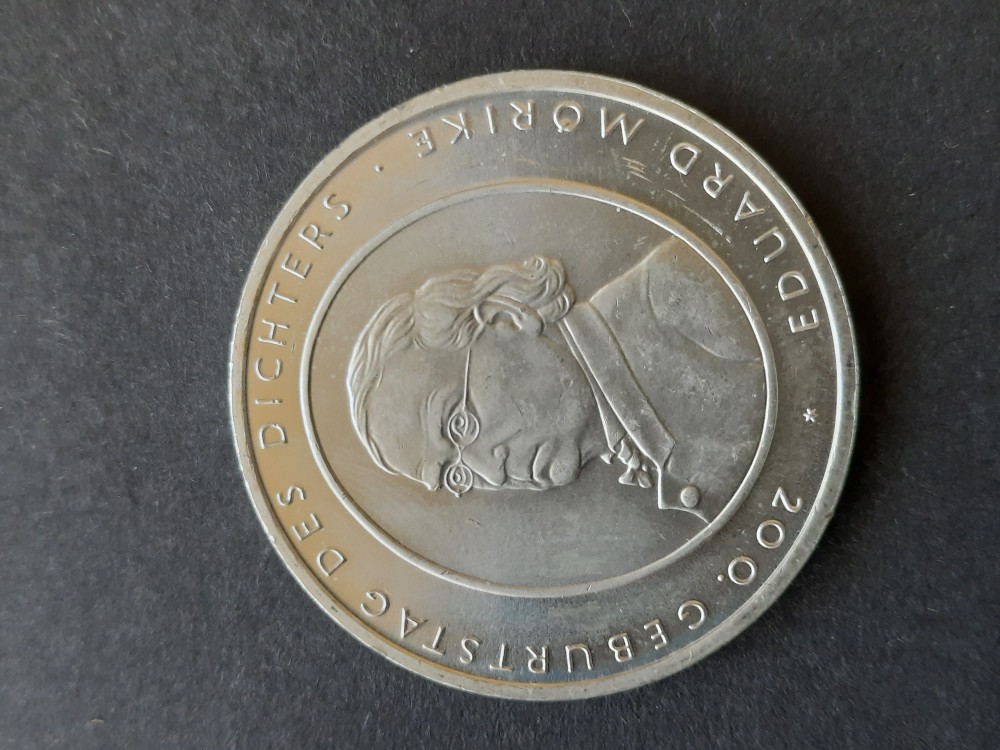 200. GEBURTSTAG DES DICHTERS · EDUARD MÖRIKE *